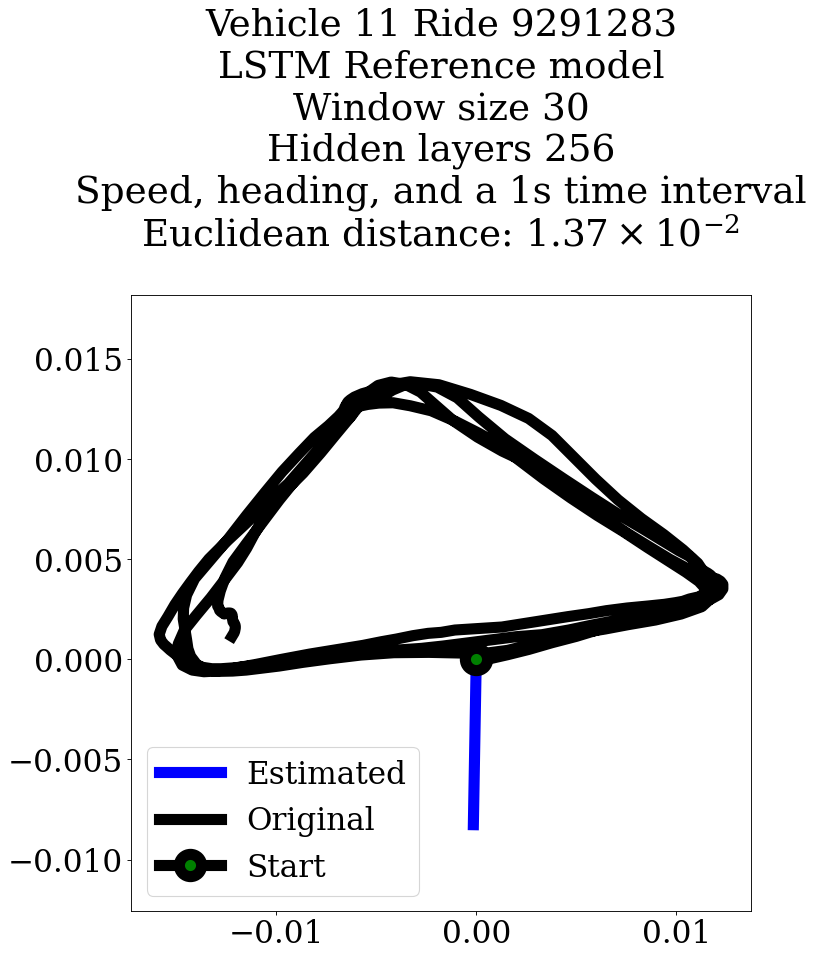 Vehicle 11 Ride 9291283
LSTM Reference model
Window size 30
Hidden layers 256
Speed, heading, and a 1s time interval
Euclidean distance: 1.37 × 10⁻²
0.015
0.010
0.005
0.000
−0.005
−0.010
Estimated
Original
Start
−0.01
0.00
0.01